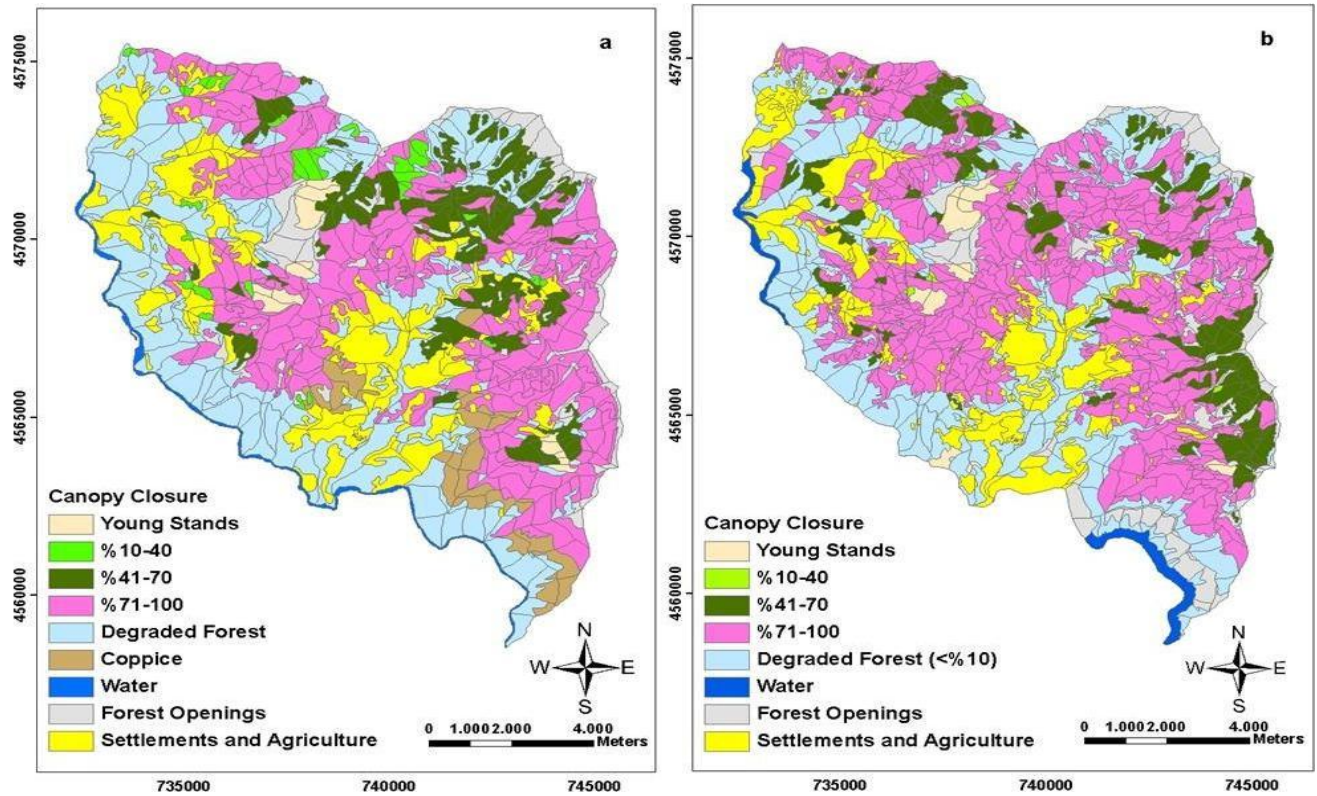 a
4575000
4570000
4565000
4560000
Canopy Closure
Young Stands
%10-40
%41-70
%71-100
Degraded Forest
Coppice
Water
Forest Openings
Settlements and Agriculture
N
W E
S
0 1.000 2.000 4.000
Meters
735000 740000 745000
b
4575000
4570000
4565000
4560000
Canopy Closure
Young Stands
%10-40
%41-70
%71-100
Degraded Forest (<%10)
Water
Forest Openings
Settlements and Agriculture
N
W E
S
0 1.000 2.000 4.000
Meters
735000 740000 745000